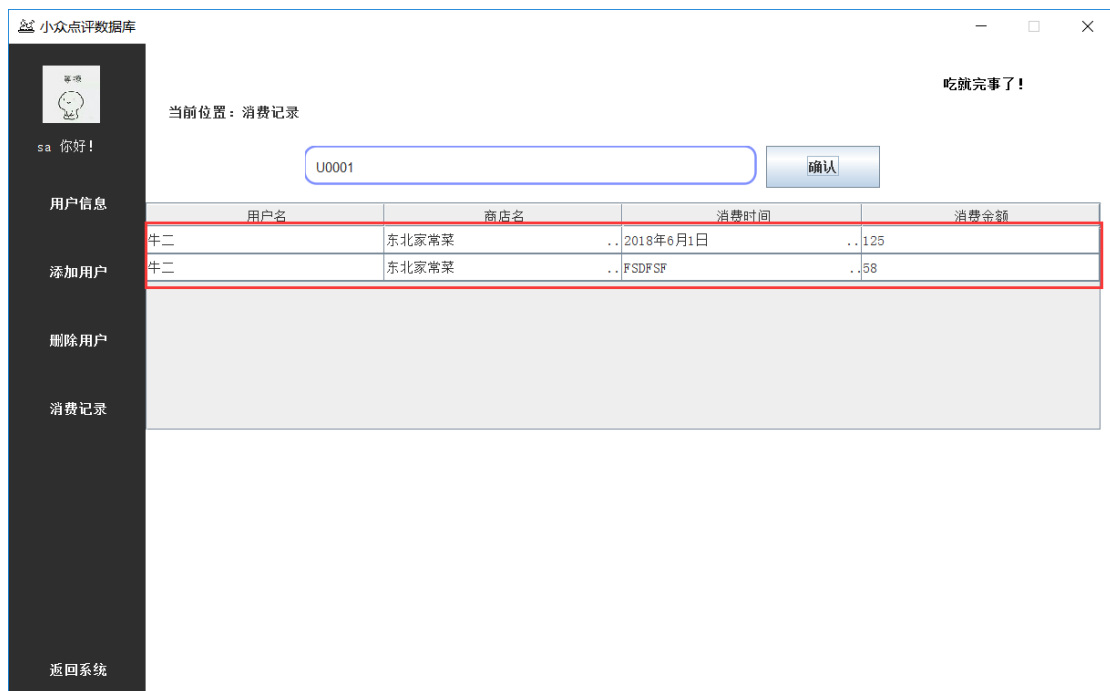 小众点评数据库
吃就完事了!
当前位置：消费记录
sa 你好!
U0001
确认
用户信息
添加用户
删除用户
消费记录
返回系统
用户名 商店名 消费时间 消费金额
牛二 东北家常菜 .. 2018年6月1日 .. 125
牛二 东北家常菜 .. FSDFSF .. 58